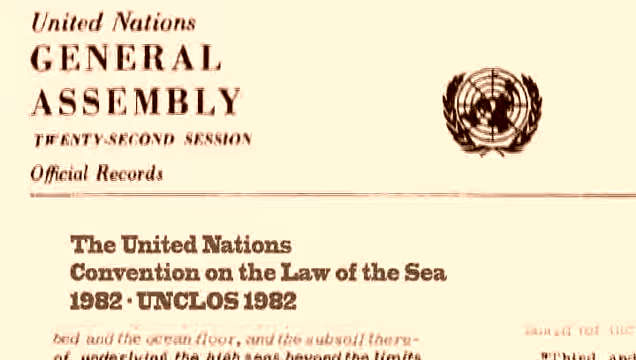 United Nations
GENERAL
ASSEMBLY
TWENTY-SECOND SESSION
Official Records
The United Nations
Convention on the Law of the Sea
1982 · UNCLOS 1982
bed and the ocean floor, and the subsoil there-
of, underlying the high seas beyond the limits
Third, and